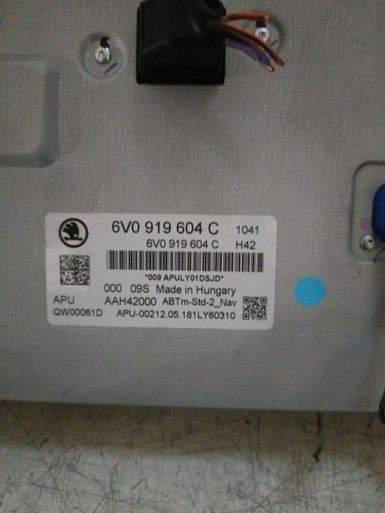 6V0 919 604 C 1041
6V0 919 604 C H42
*009 APULY01DSJD*
000 09S Made in Hungary
APU AAH42000 ABTm-Std-2_Nav
QW00061D APU-00212.05.181LY60310